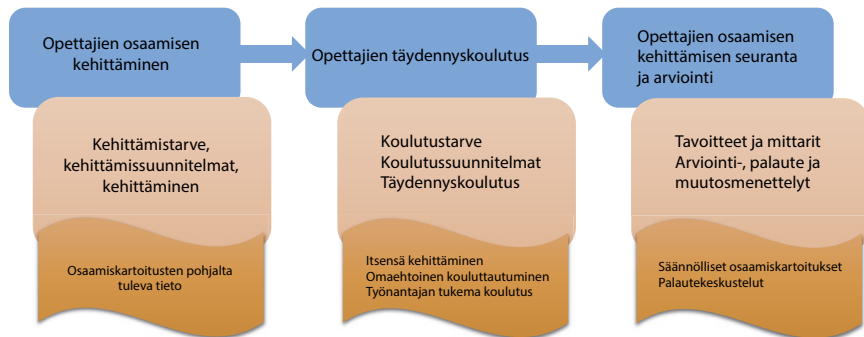 Opettajien osaamisen
kehittäminen
Opettajien täydennyskoulutus
Opettajien osaamisen
kehittämisen seuranta
ja arviointi
Kehittämistarve,
kehittämissuunnitelmat,
kehittäminen
Koulutustarve
Koulutussuunnitelmat
Täydennyskoulutus
Tavoitteet ja mittarit
Arviointi-, palaute ja
muutosmenettelyt
Osaamiskartoitusten pohjalta
tuleva tieto
Itsensä kehittäminen
Omaehtoinen kouluttautuminen
Työnantajan tukema koulutus
Säännölliset osaamiskartoitukset
Palautekeskustelut